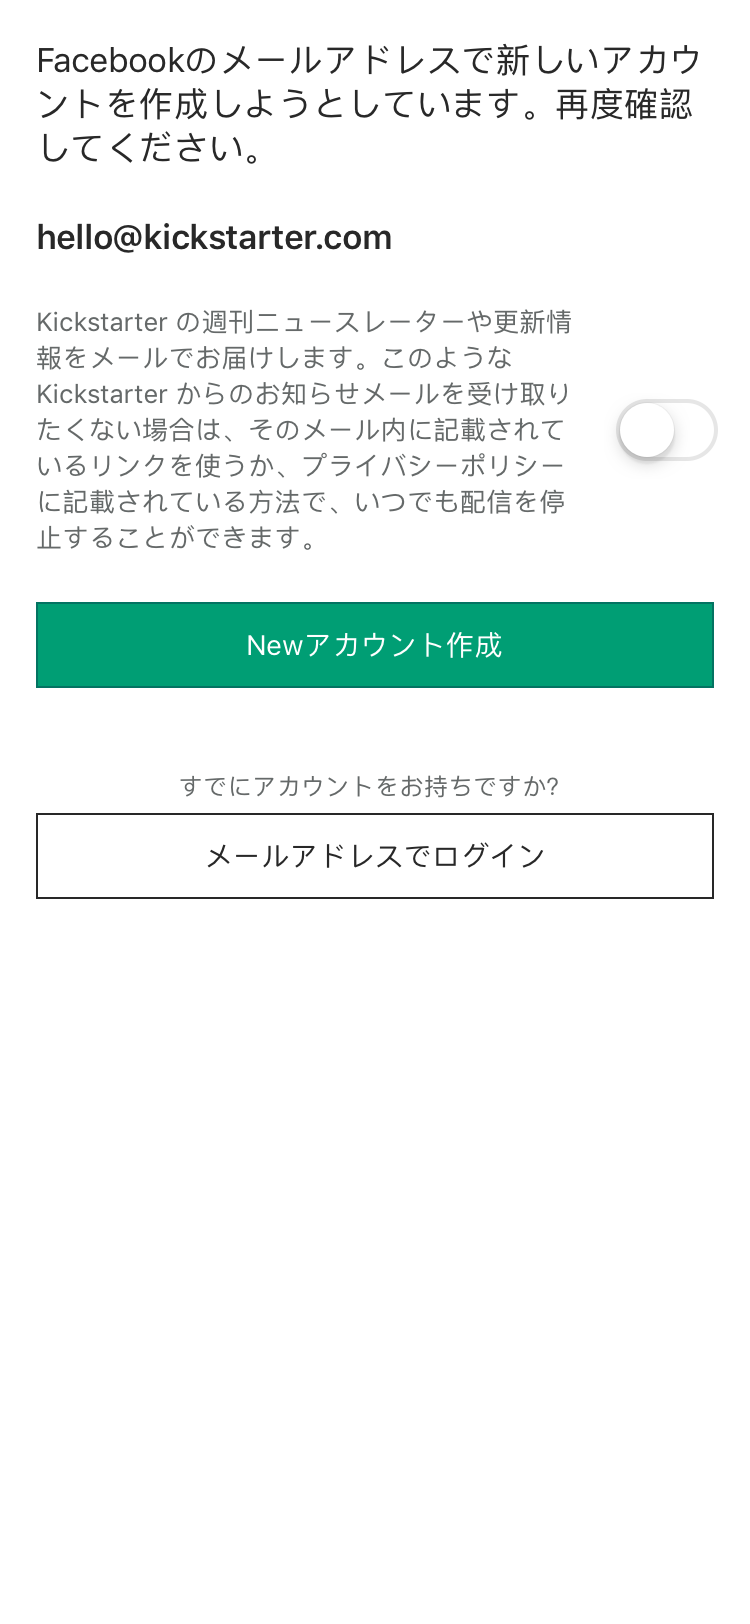 Facebookのメールアドレスで新しいアカウ
ントを作成しようとしています。再度確認
してください。
hello@kickstarter.com
Kickstarter の週刊ニュースレーターや更新情
報をメールでお届けします。このような
Kickstarter からのお知らせメールを受け取り
たくない場合は、そのメール内に記載されて
いるリンクを使うか、プライバシーポリシー
に記載されている方法で、いつでも配信を停
止することができます。
Newアカウント作成
すでにアカウントをお持ちですか?
メールアドレスでログイン